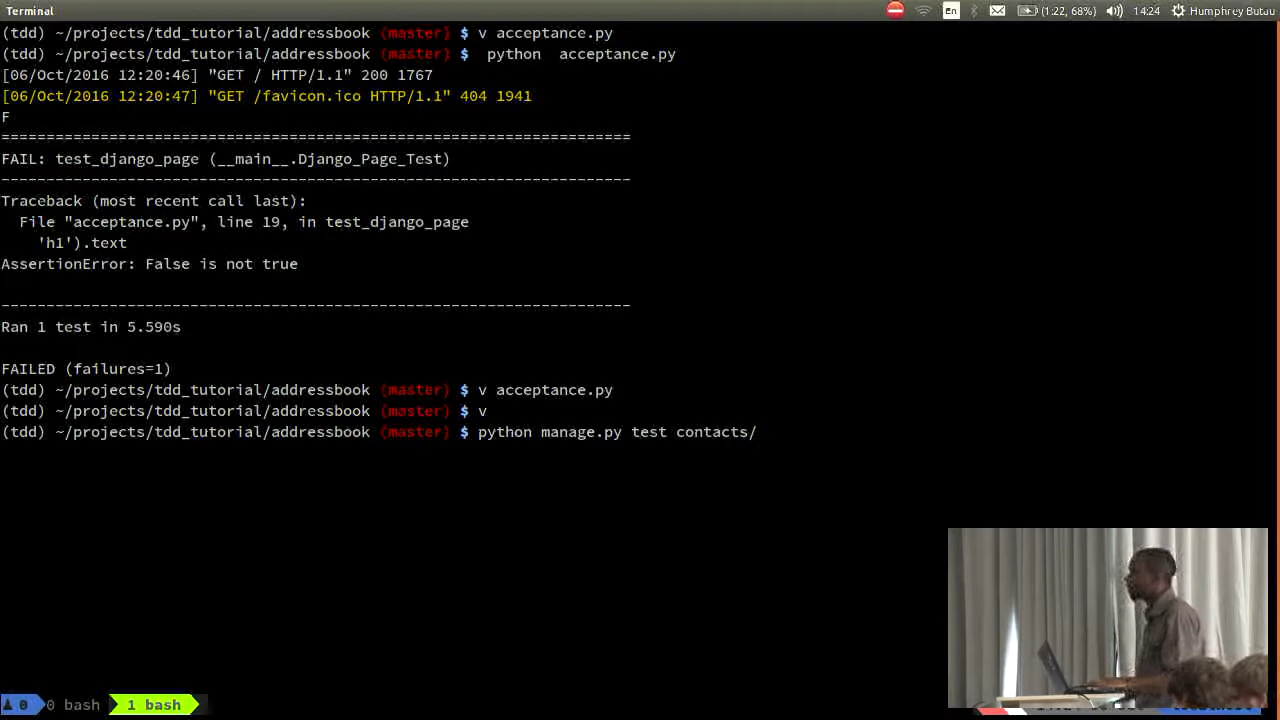 Terminal En (1:22, 68%) 14:24 Humphrey Butau
(tdd) ~/projects/tdd_tutorial/addressbook (master) $ v acceptance.py
(tdd) ~/projects/tdd_tutorial/addressbook (master) $  python  acceptance.py
[06/Oct/2016 12:20:46] "GET / HTTP/1.1" 200 1767
[06/Oct/2016 12:20:47] "GET /favicon.ico HTTP/1.1" 404 1941
F
======================================================================
FAIL: test_django_page (__main__.Django_Page_Test)
----------------------------------------------------------------------
Traceback (most recent call last):
  File "acceptance.py", line 19, in test_django_page
    'h1').text
AssertionError: False is not true
----------------------------------------------------------------------
Ran 1 test in 5.590s
FAILED (failures=1)
(tdd) ~/projects/tdd_tutorial/addressbook (master) $ v acceptance.py
(tdd) ~/projects/tdd_tutorial/addressbook (master) $ v
(tdd) ~/projects/tdd_tutorial/addressbook (master) $ python manage.py test contacts/
0 0 bash 1 bash